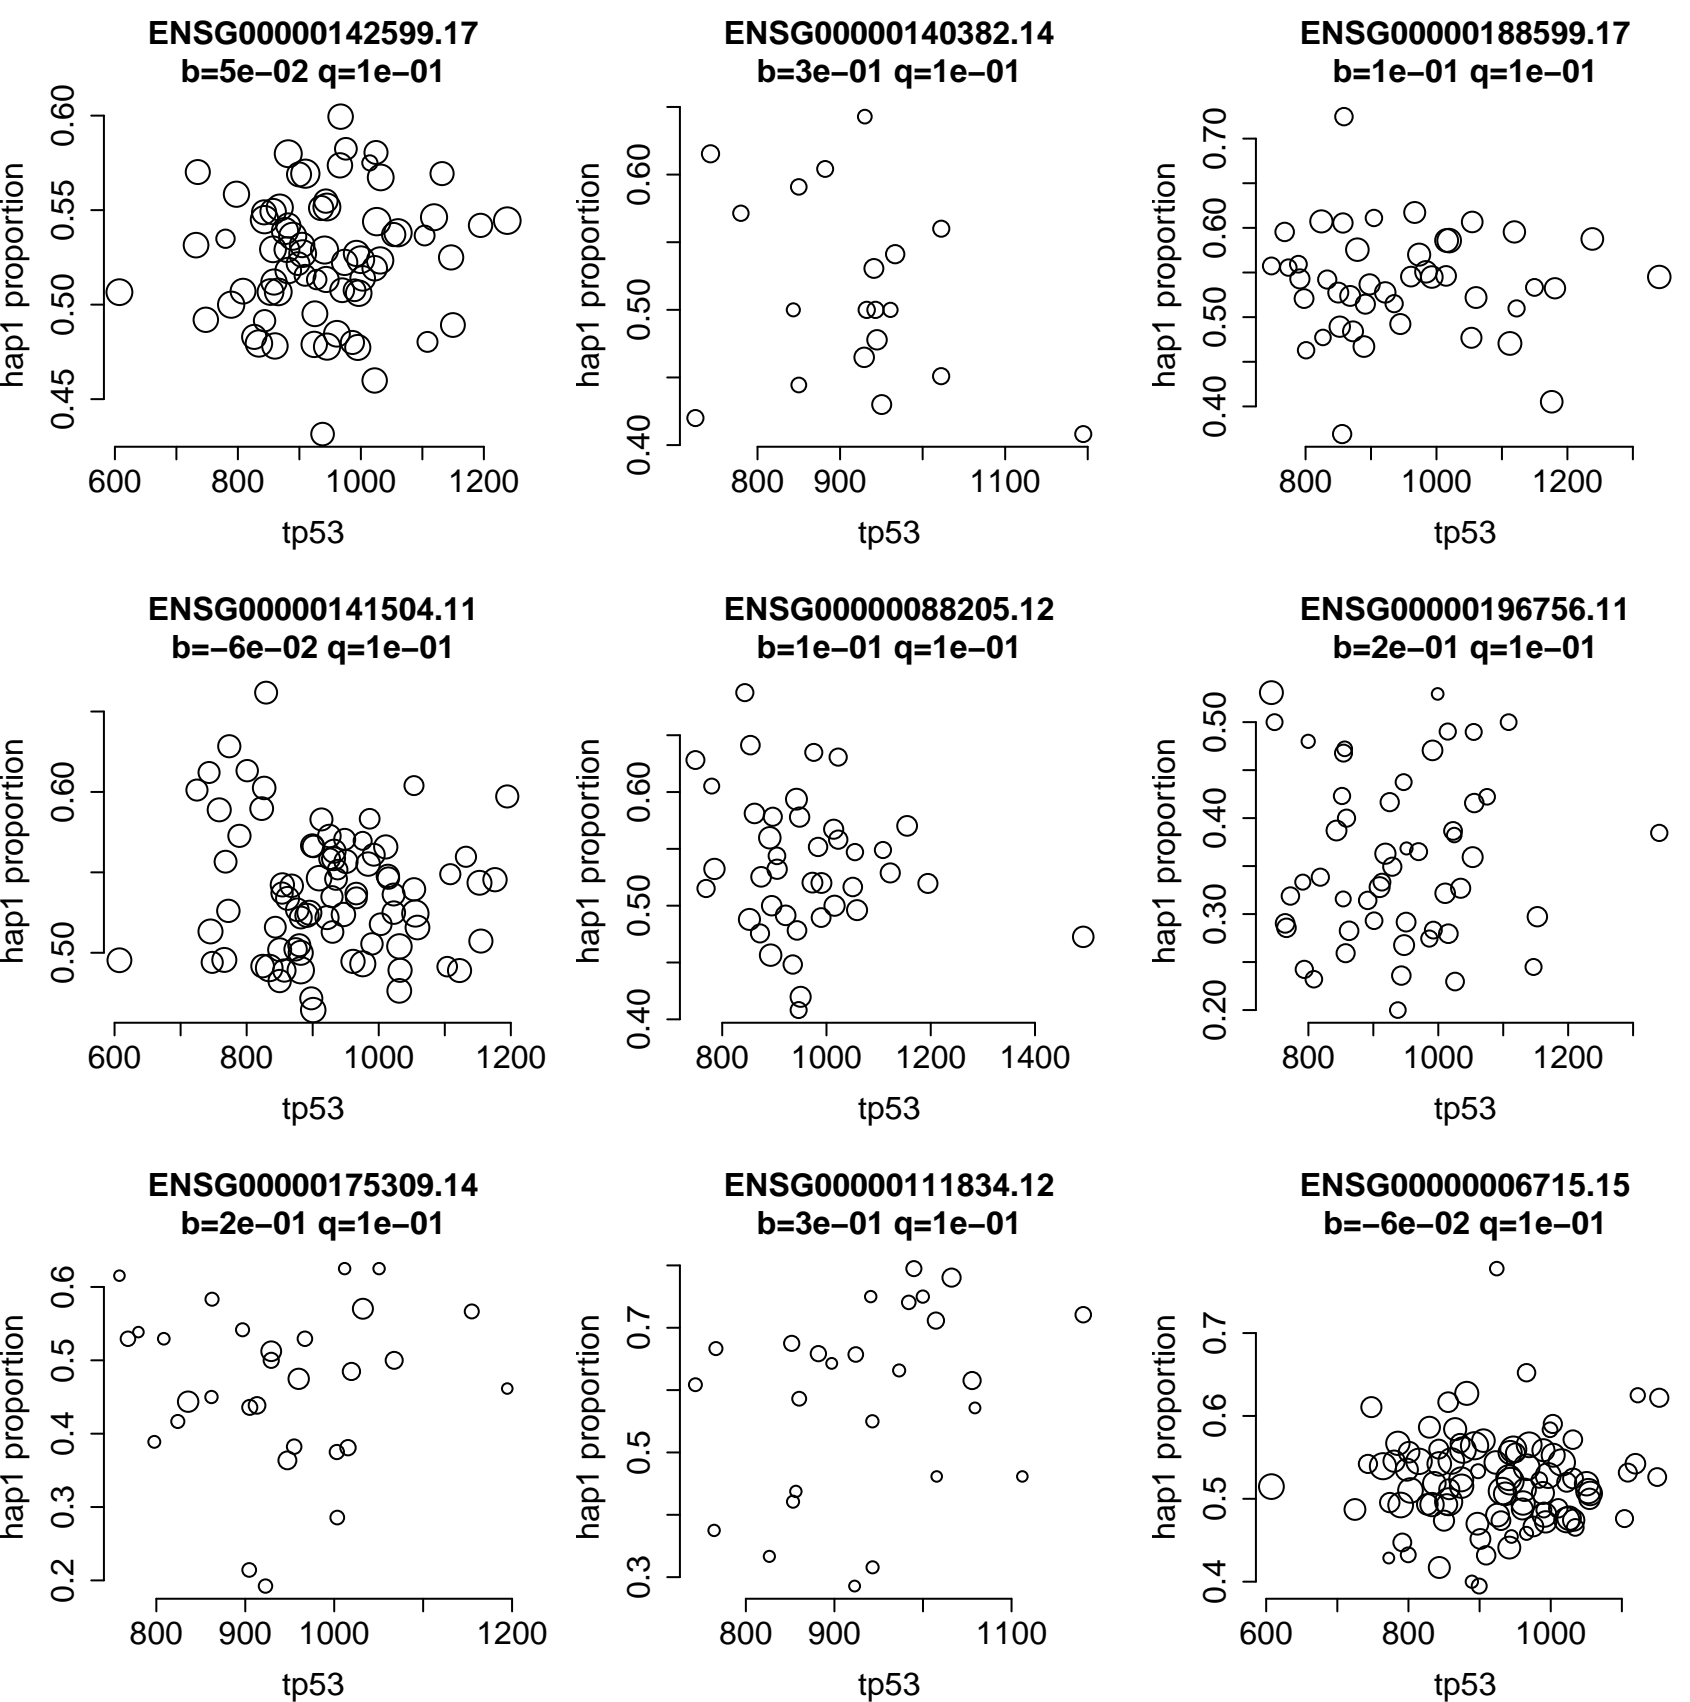 ENSG00000142599.17
b=5e−02 q=1e−01
hap1 proportion
0.45 0.50 0.55 0.60
600 800 1000 1200
tp53
ENSG00000140382.14
b=3e−01 q=1e−01
hap1 proportion
0.40 0.50 0.60
800 900 1100
tp53
ENSG00000188599.17
b=1e−01 q=1e−01
hap1 proportion
0.40 0.50 0.60 0.70
800 1000 1200
tp53
ENSG00000141504.11
b=−6e−02 q=1e−01
hap1 proportion
0.50 0.60
600 800 1000 1200
tp53
ENSG00000088205.12
b=1e−01 q=1e−01
hap1 proportion
0.40 0.50 0.60
800 1000 1200 1400
tp53
ENSG00000196756.11
b=2e−01 q=1e−01
hap1 proportion
0.20 0.30 0.40 0.50
800 1000 1200
tp53
ENSG00000175309.14
b=2e−01 q=1e−01
hap1 proportion
0.2 0.3 0.4 0.5 0.6
800 900 1000 1200
tp53
ENSG00000111834.12
b=3e−01 q=1e−01
hap1 proportion
0.3 0.5 0.7
800 900 1100
tp53
ENSG00000006715.15
b=−6e−02 q=1e−01
hap1 proportion
0.4 0.5 0.6 0.7
600 800 1000
tp53